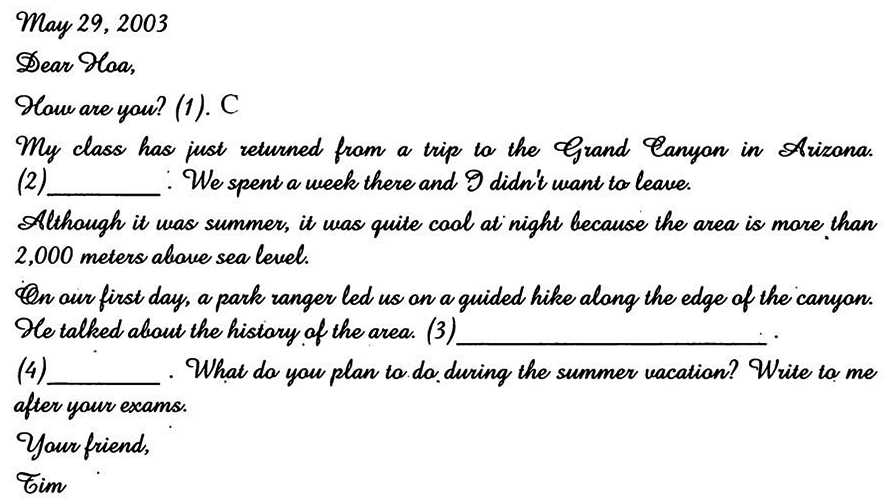 May 29, 2003
Dear Hoa,
How are you? (1). C
My class has just returned from a trip to the Grand Canyon in Arizona.
(2)__________. We spent a week there and I didn't want to leave.
Although it was summer, it was quite cool at night because the area is more than
2,000 meters above sea level.
On our first day, a park ranger led us on a guided hike along the edge of the canyon.
He talked about the history of the area. (3)____________________________.
(4)__________. What do you plan to do during the summer vacation? Write to me
after your exams.
Your friend,
Tim